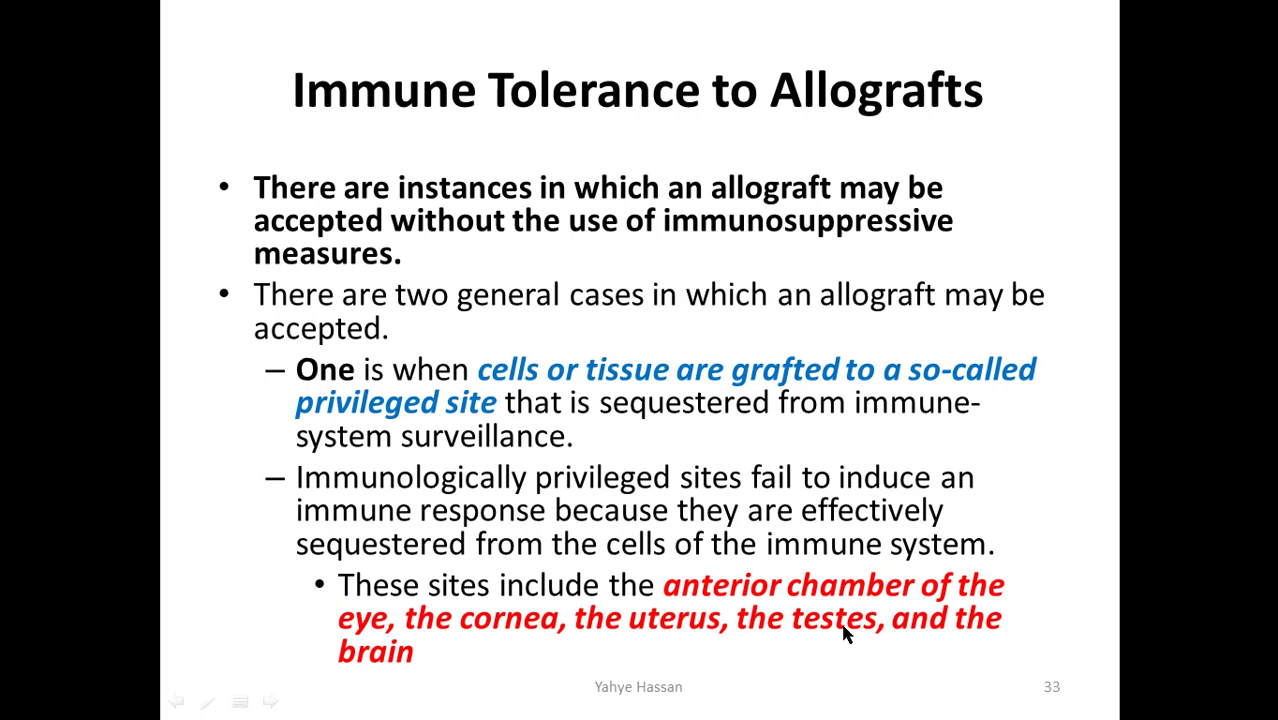 Immune Tolerance to Allografts
• There are instances in which an allograft may be
accepted without the use of immunosuppressive
measures.
• There are two general cases in which an allograft may be
accepted.
– One is when cells or tissue are grafted to a so-called
privileged site that is sequestered from immune-
system surveillance.
– Immunologically privileged sites fail to induce an
immune response because they are effectively
sequestered from the cells of the immune system.
• These sites include the anterior chamber of the
eye, the cornea, the uterus, the testes, and the
brain
Yahye Hassan
33